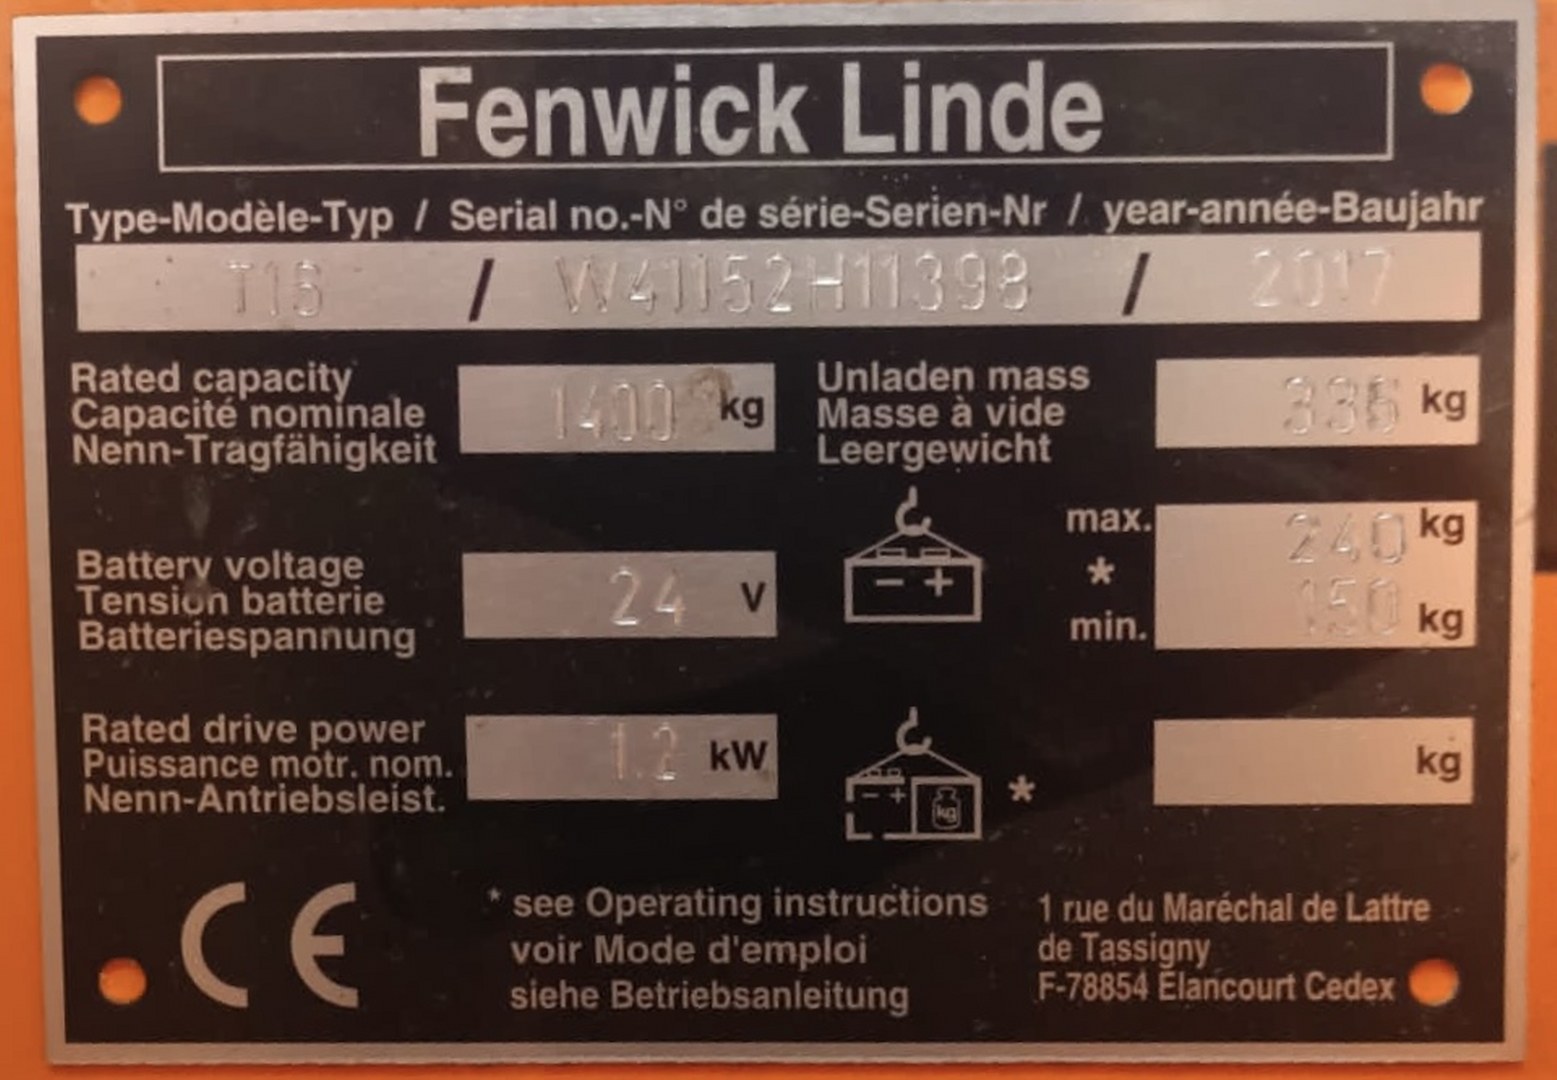 Fenwick Linde
Type-Modèle-Typ / Serial no.-N° de série-Serien-Nr / year-année-Baujahr
T16 / W41152H11398 / 2017
Rated capacity
Capacité nominale
Nenn-Tragfähigkeit
1400 kg
Unladen mass
Masse à vide
Leergewicht
335 kg
Battery voltage
Tension batterie
Batteriespannung
24 V
- +
max. 240 kg
*
min. 150 kg
Rated drive power
Puissance motr. nom.
Nenn-Antriebsleist.
1.2 kW
- + kg *
kg
CE
* see Operating instructions
voir Mode d'emploi
siehe Betriebsanleitung
1 rue du Maréchal de Lattre
de Tassigny
F-78854 Élancourt Cedex